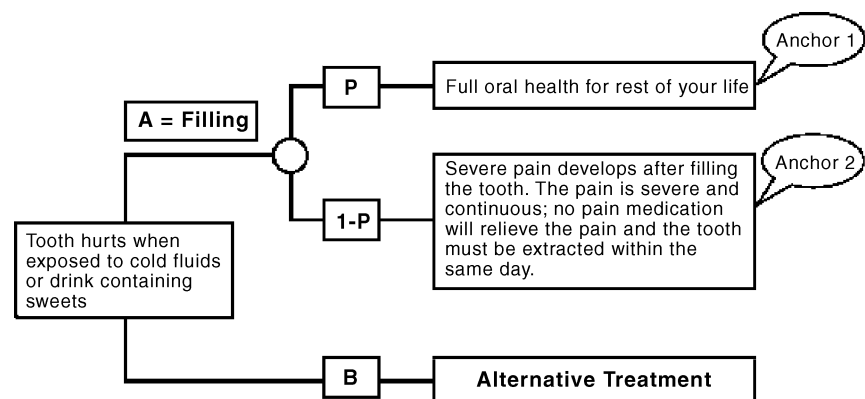 Anchor 1
P
Full oral health for rest of your life
A = Filling
Anchor 2
Severe pain develops after filling
the tooth. The pain is severe and
continuous; no pain medication
will relieve the pain and the tooth
must be extracted within the
same day.
1-P
Tooth hurts when
exposed to cold fluids
or drink containing
sweets
B
Alternative Treatment